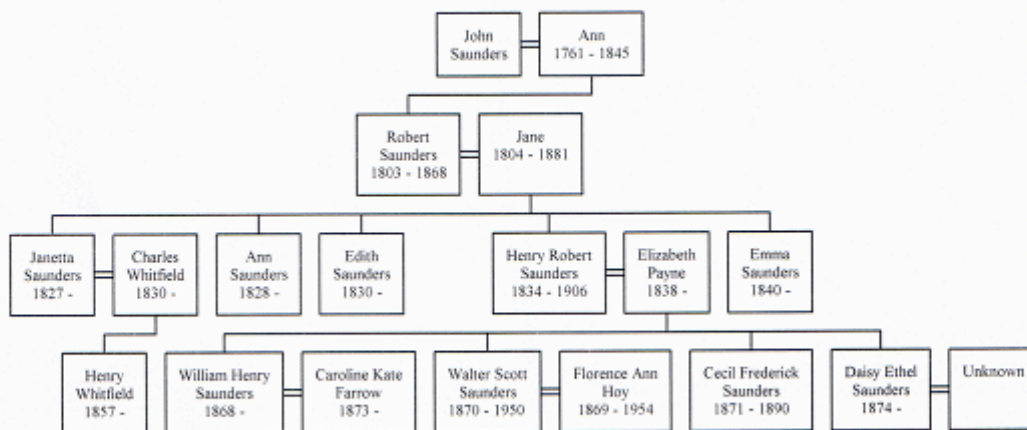 John
Saunders
Ann
1761 - 1845
Robert
Saunders
1803 - 1868
Jane
1804 - 1881
Janetta
Saunders
1827 -
Charles
Whitfield
1830 -
Ann
Saunders
1828 -
Edith
Saunders
1830 -
Henry Robert
Saunders
1834 - 1906
Elizabeth
Payne
1838 -
Emma
Saunders
1840 -
Henry
Whitfield
1857 -
William Henry
Saunders
1868 -
Caroline Kate
Farrow
1873 -
Walter Scott
Saunders
1870 - 1950
Florence Ann
Hoy
1869 - 1954
Cecil Frederick
Saunders
1871 - 1890
Daisy Ethel
Saunders
1874 -
Unknown